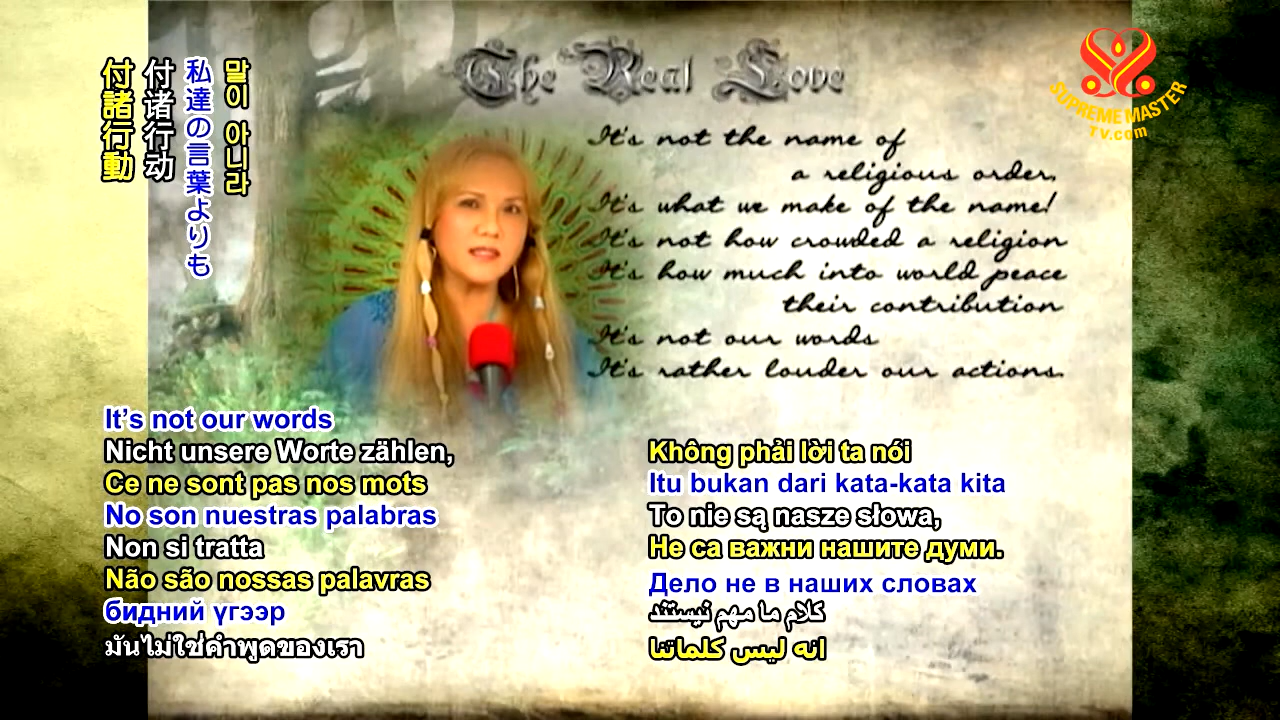 付諸行動
付诸行动
私達の言葉よりも
말이 아니라
The Real Love
SUPREME MASTER
TV.com
It's not the name of
a religious order,
It's what we make of the name!
It's not how crowded a religion
It's how much into world peace
their contribution
It's not our words
It's rather louder our actions.
It's not our words
Nicht unsere Worte zählen,
Ce ne sont pas nos mots
No son nuestras palabras
Non si tratta
Não são nossas palavras
бидний үгээр
มันไม่ใช่คำพูดของเรา
Không phải lời ta nói
Itu bukan dari kata-kata kita
To nie są nasze słowa,
Не са важни нашите думи.
Дело не в наших словах
کلام ما مهم نیستند
انه ليس كلماتنا